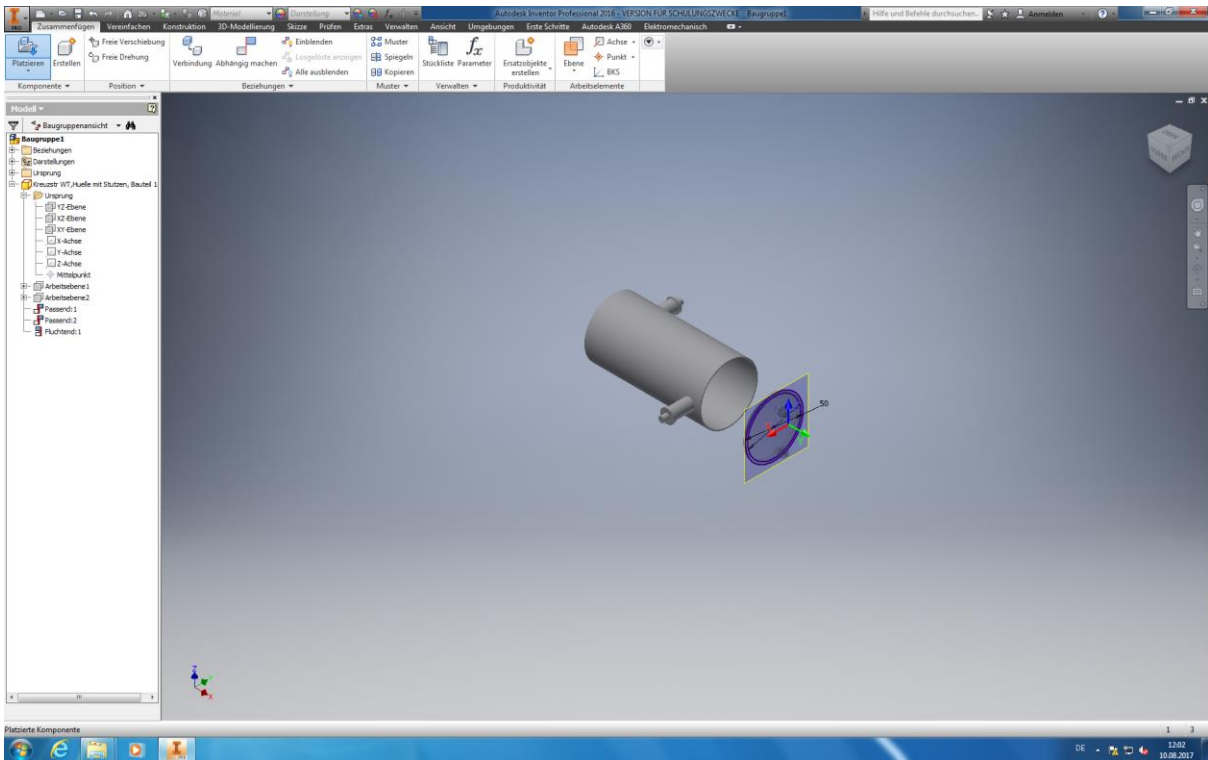 PRO
Material
Darstellung
Autodesk Inventor Professional 2016 - VERSION FÜR SCHULUNGSZWECKE Baugruppe1
Hilfe und Befehle durchsuchen...
Anmelden
Zusammenfügen Vereinfachen Konstruktion 3D-Modellierung Skizze Prüfen Extras Verwalten Ansicht Umgebungen Erste Schritte Autodesk A360 Elektromechanisch
Platzieren
Erstellen
Freie Verschiebung
Freie Drehung
Verbindung
Abhängig machen
Einblenden
Losgelöste anzeigen
Alle ausblenden
Muster
Spiegeln
Kopieren
Stückliste
Parameter
Ersatzobjekte erstellen
Ebene
Achse
Punkt
BKS
Komponente Position Beziehungen Muster Verwalten Produktivität Arbeitselemente
Modell
Baugruppenansicht
Baugruppe1
Beziehungen
Darstellungen
Ursprung
Kreuzstr WT,Huelle mit Stutzen, Bauteil 1
Ursprung
YZ-Ebene
XZ-Ebene
XY-Ebene
X-Achse
Y-Achse
Z-Achse
Mittelpunkt
Arbeitsebene1
Arbeitsebene2
Passend:1
Passend:2
Fluchtend:1
50
Z
X
Platzierte Komponente
1 3
DE
12:02
10.08.2017